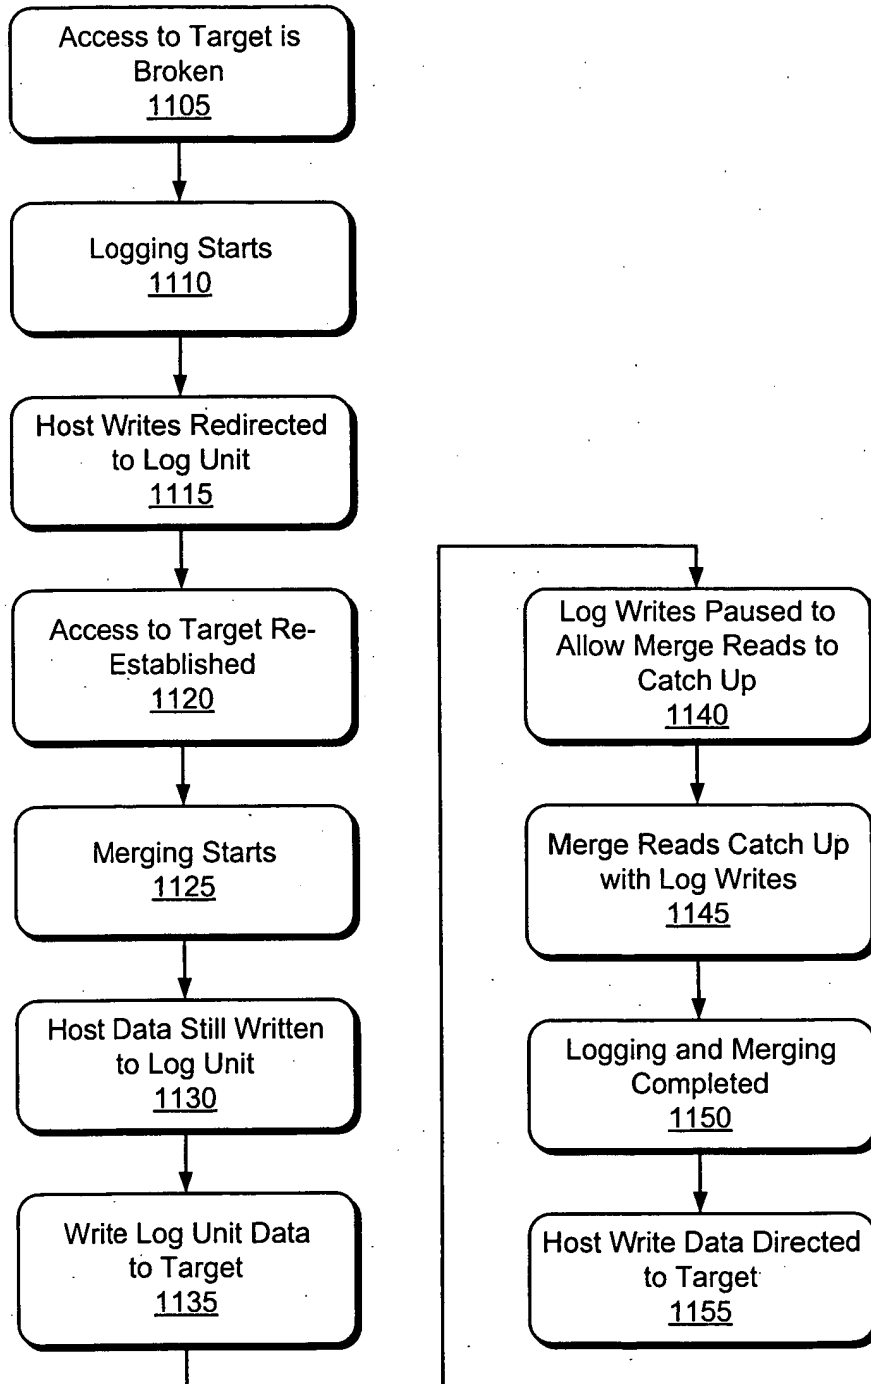 Access to Target is
Broken
1105
Logging Starts
1110
Host Writes Redirected
to Log Unit
1115
Access to Target Re-
Established
1120
Merging Starts
1125
Host Data Still Written
to Log Unit
1130
Write Log Unit Data
to Target
1135
Log Writes Paused to
Allow Merge Reads to
Catch Up
1140
Merge Reads Catch Up
with Log Writes
1145
Logging and Merging
Completed
1150
Host Write Data Directed
to Target
1155